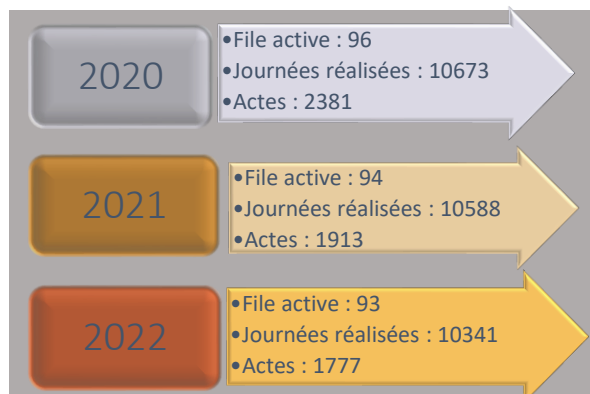 2020
•File active : 96
•Journées réalisées : 10673
•Actes : 2381
2021
•File active : 94
•Journées réalisées : 10588
•Actes : 1913
2022
•File active : 93
•Journées réalisées : 10341
•Actes : 1777